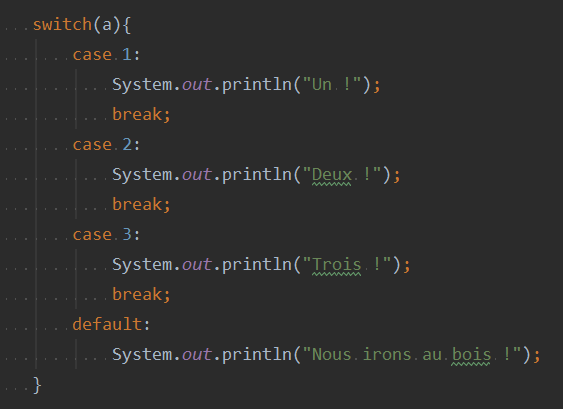 switch(a){
case 1:
System.out.println("Un !");
break;
case 2:
System.out.println("Deux !");
break;
case 3:
System.out.println("Trois !");
break;
default:
System.out.println("Nous irons au bois !");
}